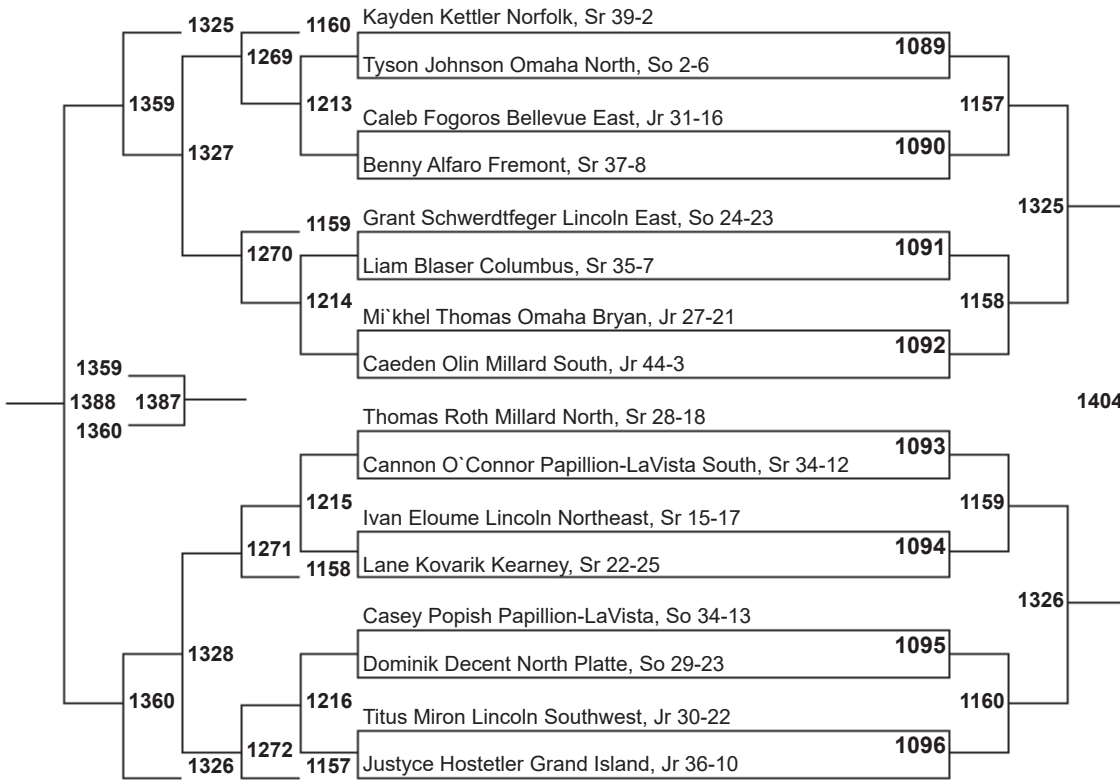 1325 1160 Kayden Kettler Norfolk, Sr 39-2
1269 1089
Tyson Johnson Omaha North, So 2-6
1359 1213 1157
Caleb Fogoros Bellevue East, Jr 31-16
1327 1090
Benny Alfaro Fremont, Sr 37-8
1325
1159 Grant Schwerdtfeger Lincoln East, So 24-23
1270 1091
Liam Blaser Columbus, Sr 35-7
1214 1158
Mi`khel Thomas Omaha Bryan, Jr 27-21
1092
1359 Caeden Olin Millard South, Jr 44-3
1388 1387 1404
1360 Thomas Roth Millard North, Sr 28-18
1093
Cannon O`Connor Papillion-LaVista South, Sr 34-12
1215 1159
Ivan Eloume Lincoln Northeast, Sr 15-17
1271 1094
1158 Lane Kovarik Kearney, Sr 22-25
1326
Casey Popish Papillion-LaVista, So 34-13
1328 1095
Dominik Decent North Platte, So 29-23
1360 1216 1160
Titus Miron Lincoln Southwest, Jr 30-22
1272 1096
1326 1157 Justyce Hostetler Grand Island, Jr 36-10